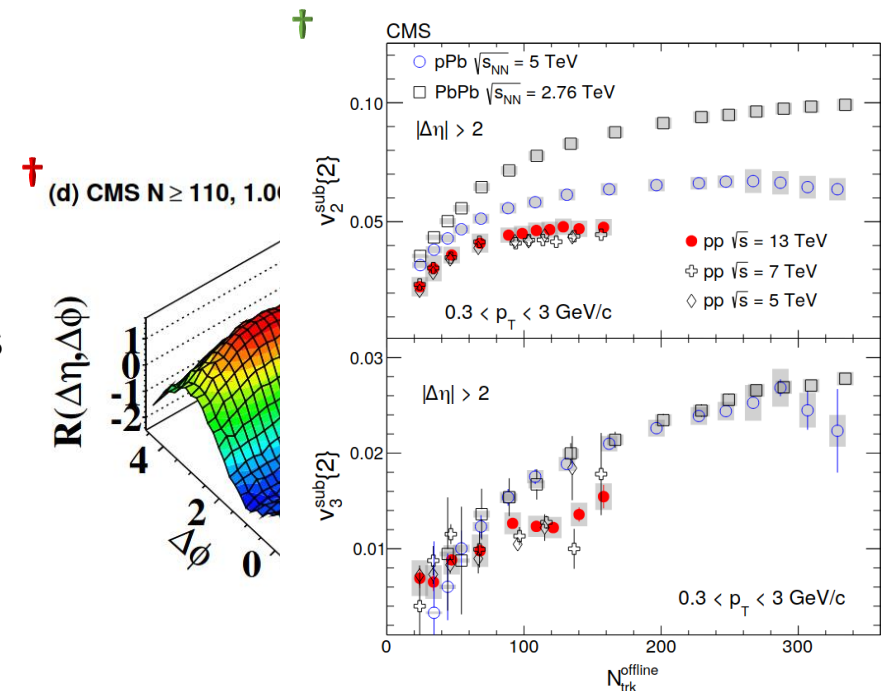 †
†
(d) CMS N ≥ 110, 1.0
R(Δη,Δϕ)
1
0
-1
-2
4
2
0
Δϕ
CMS
pPb √sNN = 5 TeV
PbPb √sNN = 2.76 TeV
|Δη| > 2
0.10
0.05
v2sub{2}
pp √s = 13 TeV
pp √s = 7 TeV
pp √s = 5 TeV
0.3 < pT < 3 GeV/c
0.03
0.02
0.01
v3sub{2}
|Δη| > 2
0.3 < pT < 3 GeV/c
0 100 200 300
Ntrkoffline